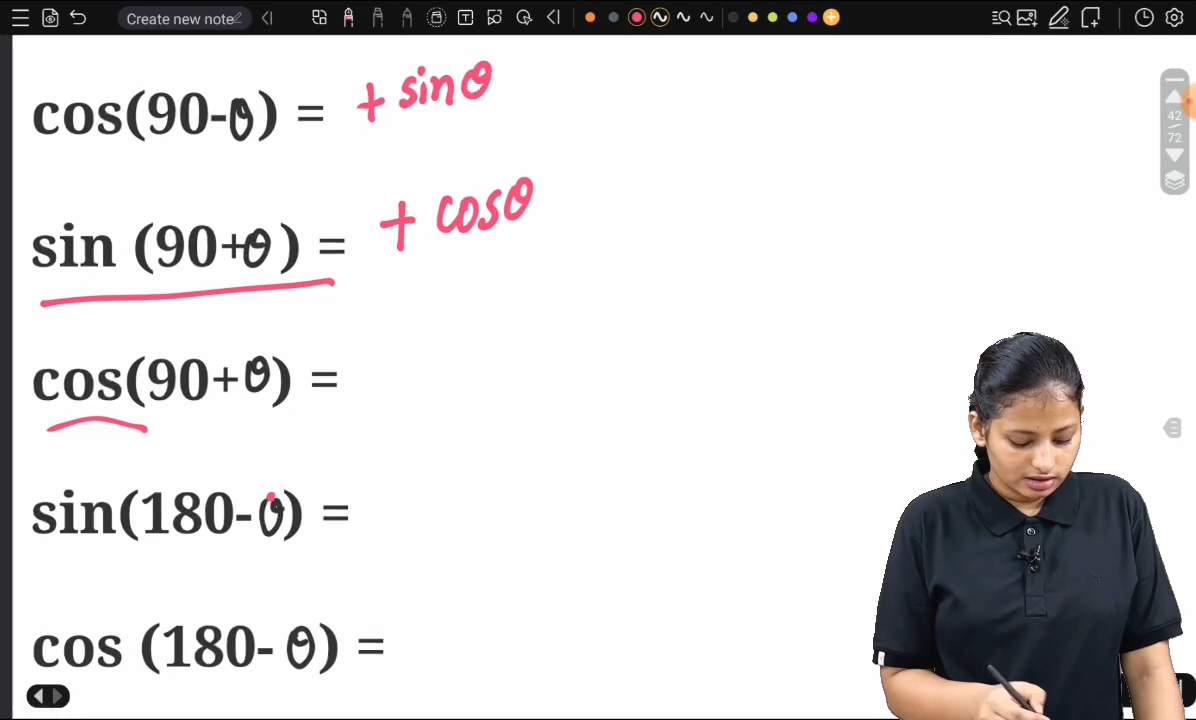 Create new note
cos(90-θ) = + sinθ
42
72
sin (90+θ ) = + cosθ
cos(90+θ) =
sin(180-θ) =
cos (180- θ) =